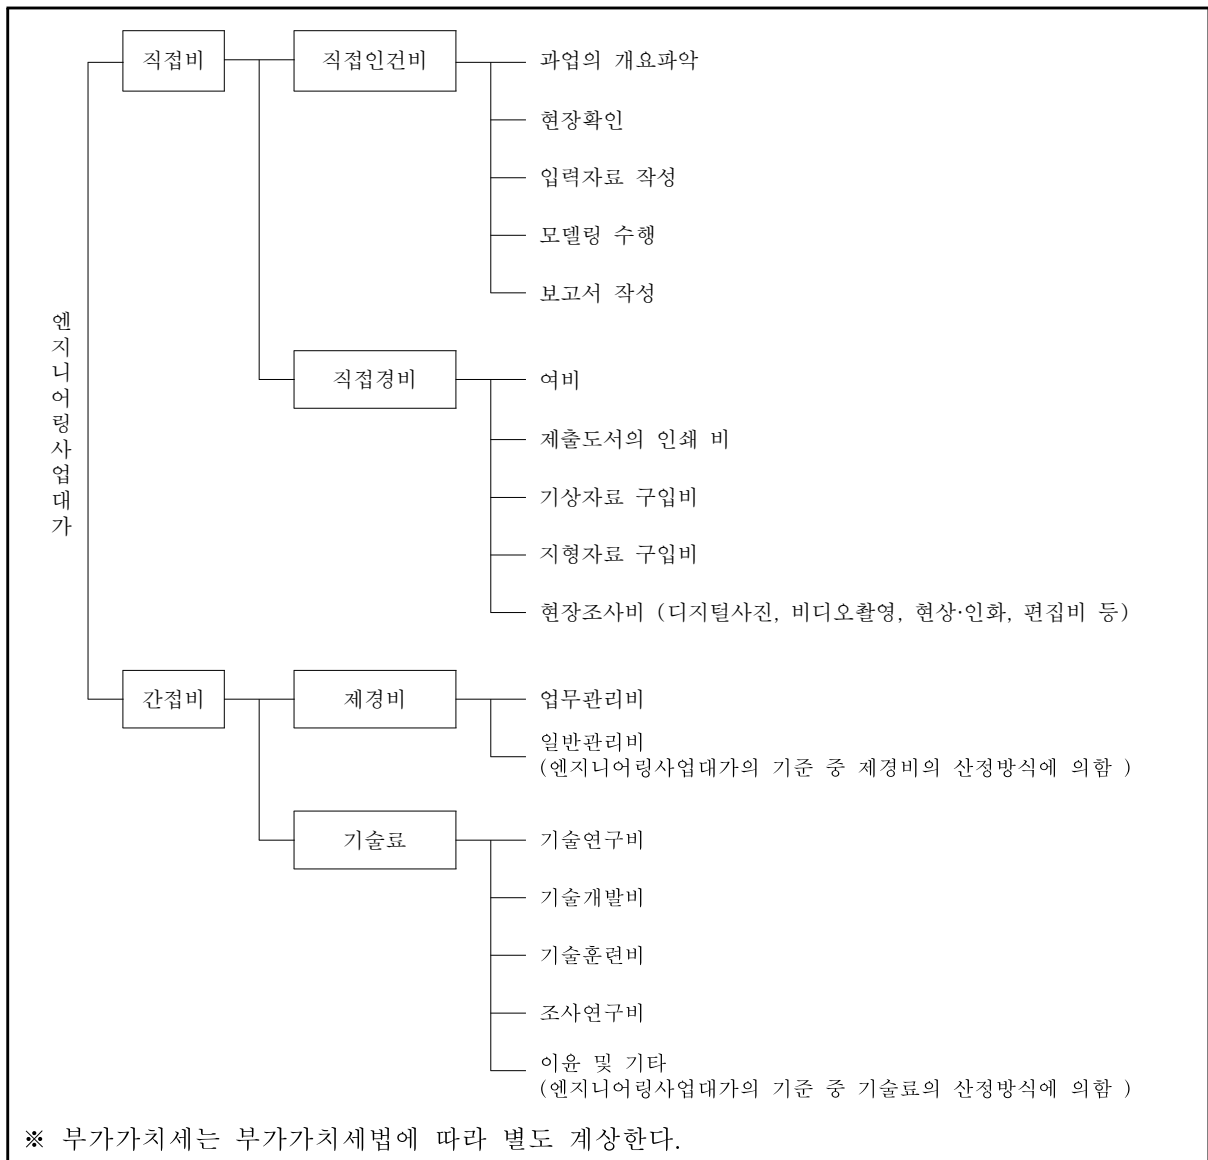 엔지니어링사업대가
직접비
직접인건비
과업의 개요파악
현장확인
입력자료 작성
모델링 수행
보고서 작성
직접경비
여비
제출도서의 인쇄 비
기상자료 구입비
지형자료 구입비
현장조사비 (디지털사진, 비디오촬영, 현상·인화, 편집비 등)
간접비
제경비
업무관리비
일반관리비
(엔지니어링사업대가의 기준 중 제경비의 산정방식에 의함 )
기술료
기술연구비
기술개발비
기술훈련비
조사연구비
이윤 및 기타
(엔지니어링사업대가의 기준 중 기술료의 산정방식에 의함 )
※ 부가가치세는 부가가치세법에 따라 별도 계상한다.